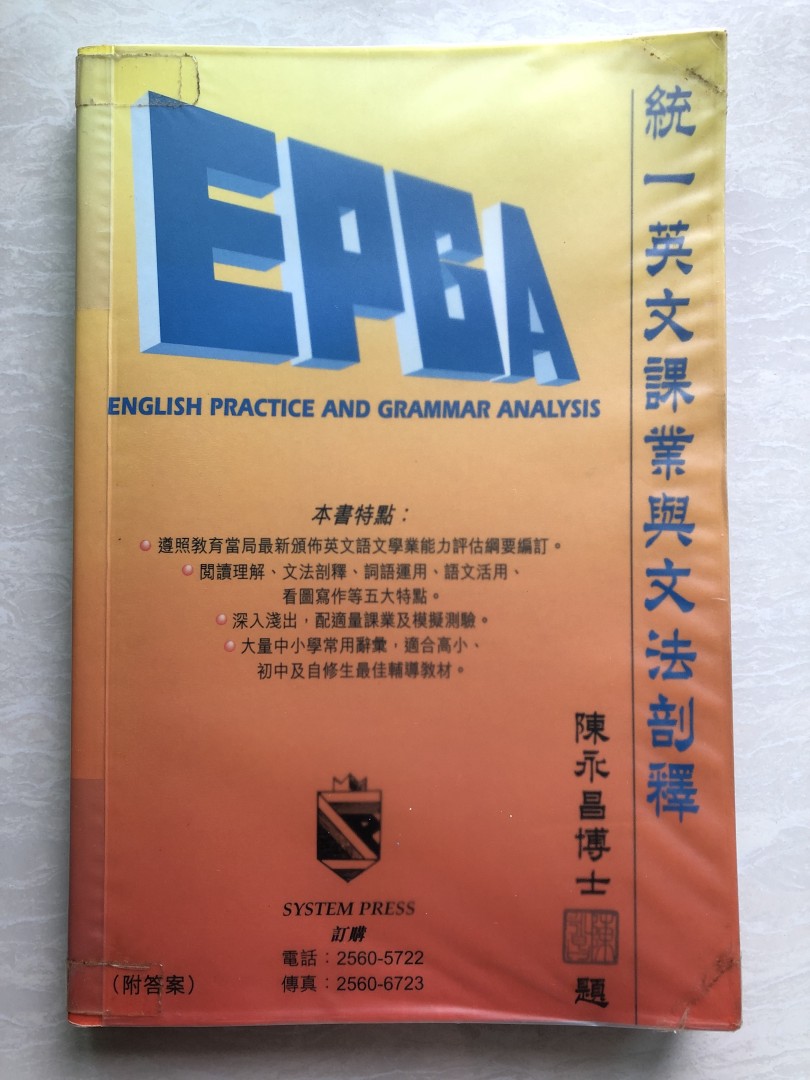 EPGA
ENGLISH PRACTICE AND GRAMMAR ANALYSIS
統一英文課業與文法剖釋
本書特點：
遵照教育當局最新頒佈英文語文學業能力評估綱要編訂。
閱讀理解、文法剖釋、詞語運用、語文活用、
看圖寫作等五大特點。
深入淺出，配適量課業及模擬測驗。
大量中小學常用辭彙，適合高小、
初中及自修生最佳輔導教材。
陳永昌博士
題
SYSTEM PRESS
訂購
電話：2560-5722
傳真：2560-6723
（附答案）